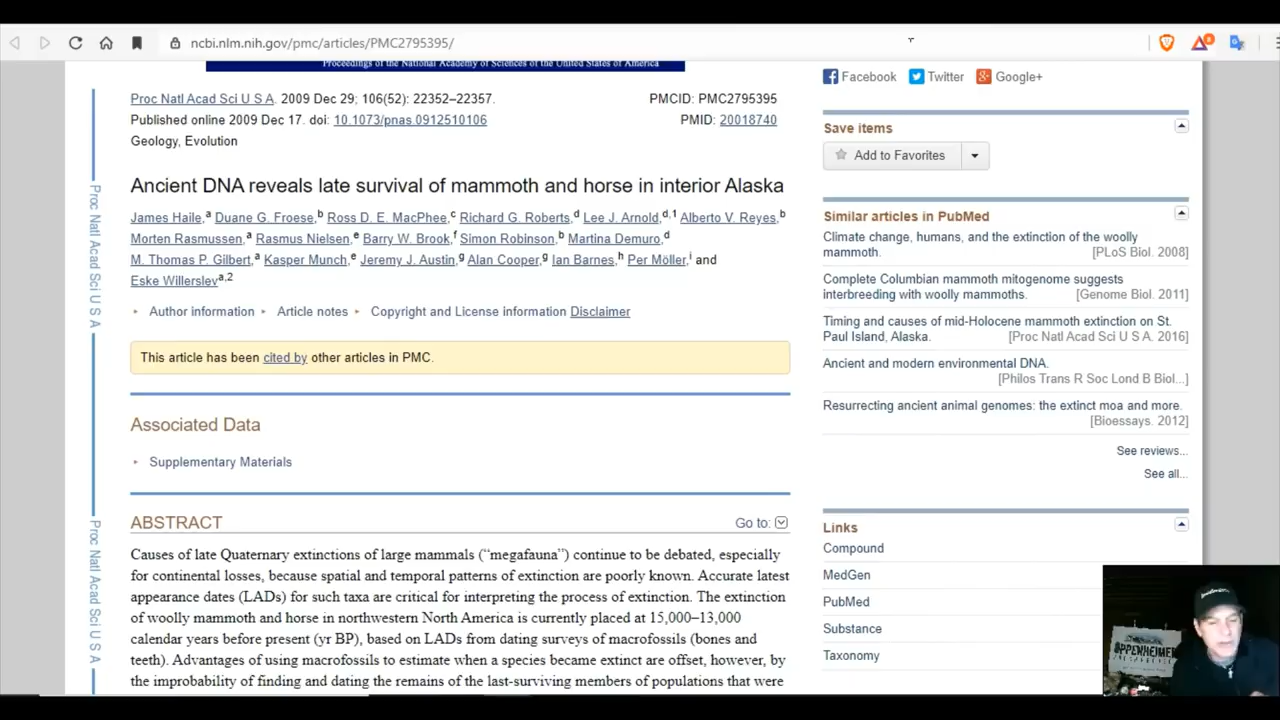 ncbi.nlm.nih.gov/pmc/articles/PMC2795395/
Proceedings of the National Academy of Sciences of the United States of America
Proc Natl Acad Sci U S A. 2009 Dec 29; 106(52): 22352–22357.
PMCID: PMC2795395
Published online 2009 Dec 17. doi: 10.1073/pnas.0912510106
PMID: 20018740
Geology, Evolution
Ancient DNA reveals late survival of mammoth and horse in interior Alaska
James Haile,a Duane G. Froese,b Ross D. E. MacPhee,c Richard G. Roberts,d Lee J. Arnold,d,1 Alberto V. Reyes,b
Morten Rasmussen,a Rasmus Nielsen,e Barry W. Brook,f Simon Robinson,b Martina Demuro,d
M. Thomas P. Gilbert,a Kasper Munch,e Jeremy J. Austin,g Alan Cooper,g Ian Barnes,h Per Möller,i and
Eske Willerslева,2
Author information
Article notes
Copyright and License information Disclaimer
This article has been cited by other articles in PMC.
Associated Data
Supplementary Materials
ABSTRACT
Go to:
Causes of late Quaternary extinctions of large mammals (“megafauna”) continue to be debated, especially
for continental losses, because spatial and temporal patterns of extinction are poorly known. Accurate latest
appearance dates (LADs) for such taxa are critical for interpreting the process of extinction. The extinction
of woolly mammoth and horse in northwestern North America is currently placed at 15,000–13,000
calendar years before present (yr BP), based on LADs from dating surveys of macrofossils (bones and
teeth). Advantages of using macrofossils to estimate when a species became extinct are offset, however, by
the improbability of finding and dating the remains of the last-surviving members of populations that were
Proc Natl Acad Sci U S A
Proc Natl Acad Sci U S A
Facebook
Twitter
Google+
Save items
Add to Favorites
Similar articles in PubMed
Climate change, humans, and the extinction of the woolly
mammoth. [PLoS Biol. 2008]
Complete Columbian mammoth mitogenome suggests
interbreeding with woolly mammoths. [Genome Biol. 2011]
Timing and causes of mid-Holocene mammoth extinction on St.
Paul Island, Alaska. [Proc Natl Acad Sci U S A. 2016]
Ancient and modern environmental DNA.
[Philos Trans R Soc Lond B Biol...]
Resurrecting ancient animal genomes: the extinct moa and more.
[Bioessays. 2012]
See reviews...
See all...
Links
Compound
MedGen
PubMed
Substance
Taxonomy
OPPENHEIMER